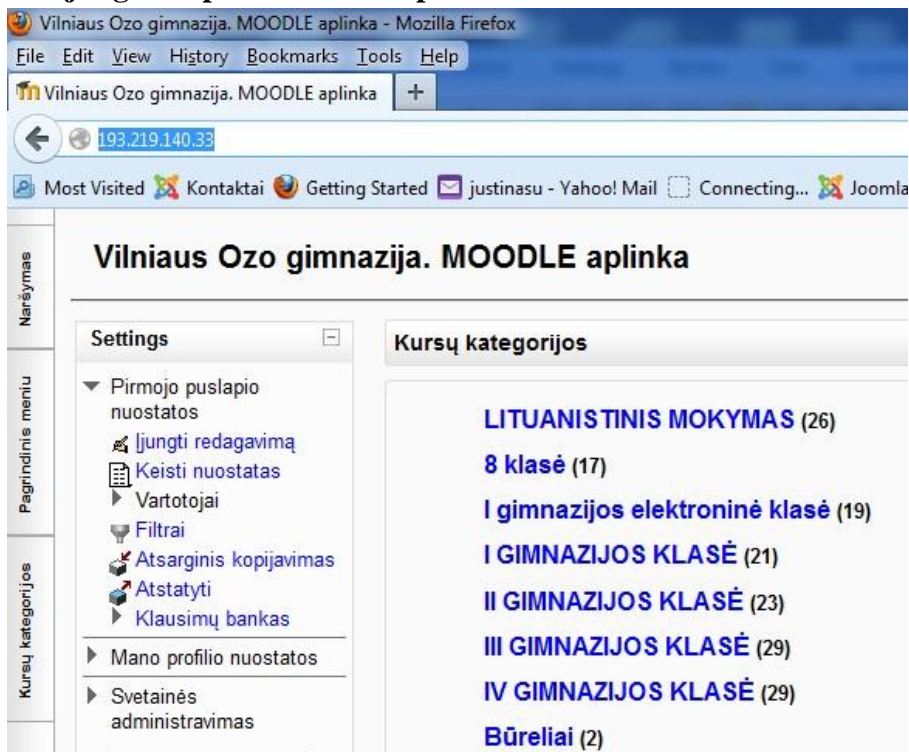 Vilniaus Ozo gimnazija. MOODLE aplinka - Mozilla Firefox
File Edit View History Bookmarks Tools Help
Vilniaus Ozo gimnazija. MOODLE aplinka +
193.219.140.33
Most Visited Kontaktai Getting Started justinasu - Yahoo! Mail Connecting... Joomla
Vilniaus Ozo gimnazija. MOODLE aplinka
Naršymas
Pagrindinis meniu
Kursų kategorijos
Settings
Pirmojo puslapio
nuostatos
Įjungti redagavimą
Keisti nuostatas
Vartotojai
Filtrai
Atsarginis kopijavimas
Atstatyti
Klausimų bankas
Mano profilio nuostatos
Svetainės
administravimas
Kursų kategorijos
LITUANISTINIS MOKYMAS (26)
8 klasė (17)
I gimnazijos elektroninė klasė (19)
I GIMNAZIJOS KLASĖ (21)
II GIMNAZIJOS KLASĖ (23)
III GIMNAZIJOS KLASĖ (29)
IV GIMNAZIJOS KLASĖ (29)
Būreliai (2)